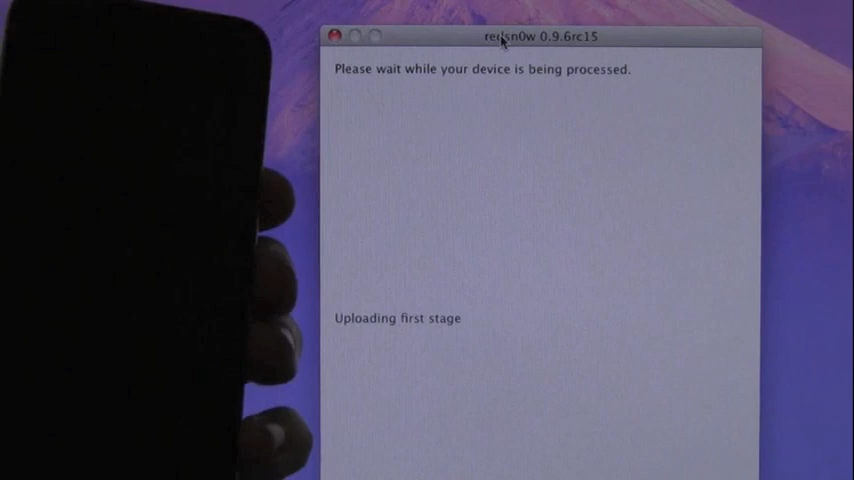 redsn0w 0.9.6rc15
Please wait while your device is being processed.
Uploading first stage